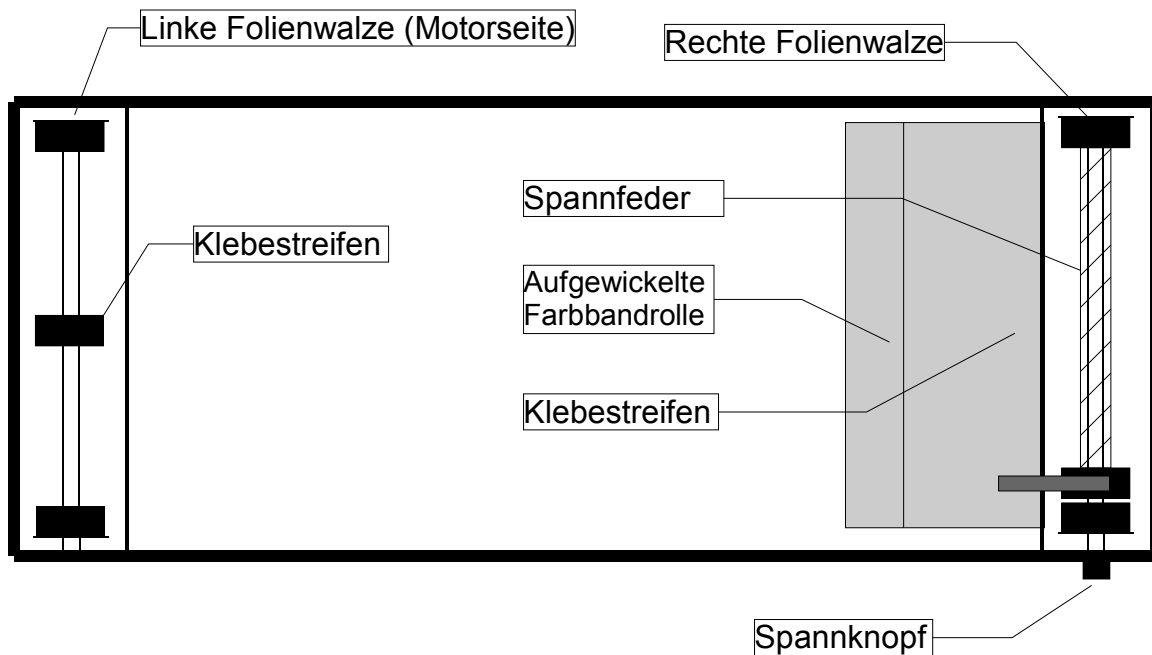 Linke Folienwalze (Motorseite)
Rechte Folienwalze
Spannfeder
Klebestreifen
Aufgewickelte
Farbbandrolle
Klebestreifen
Spannknopf